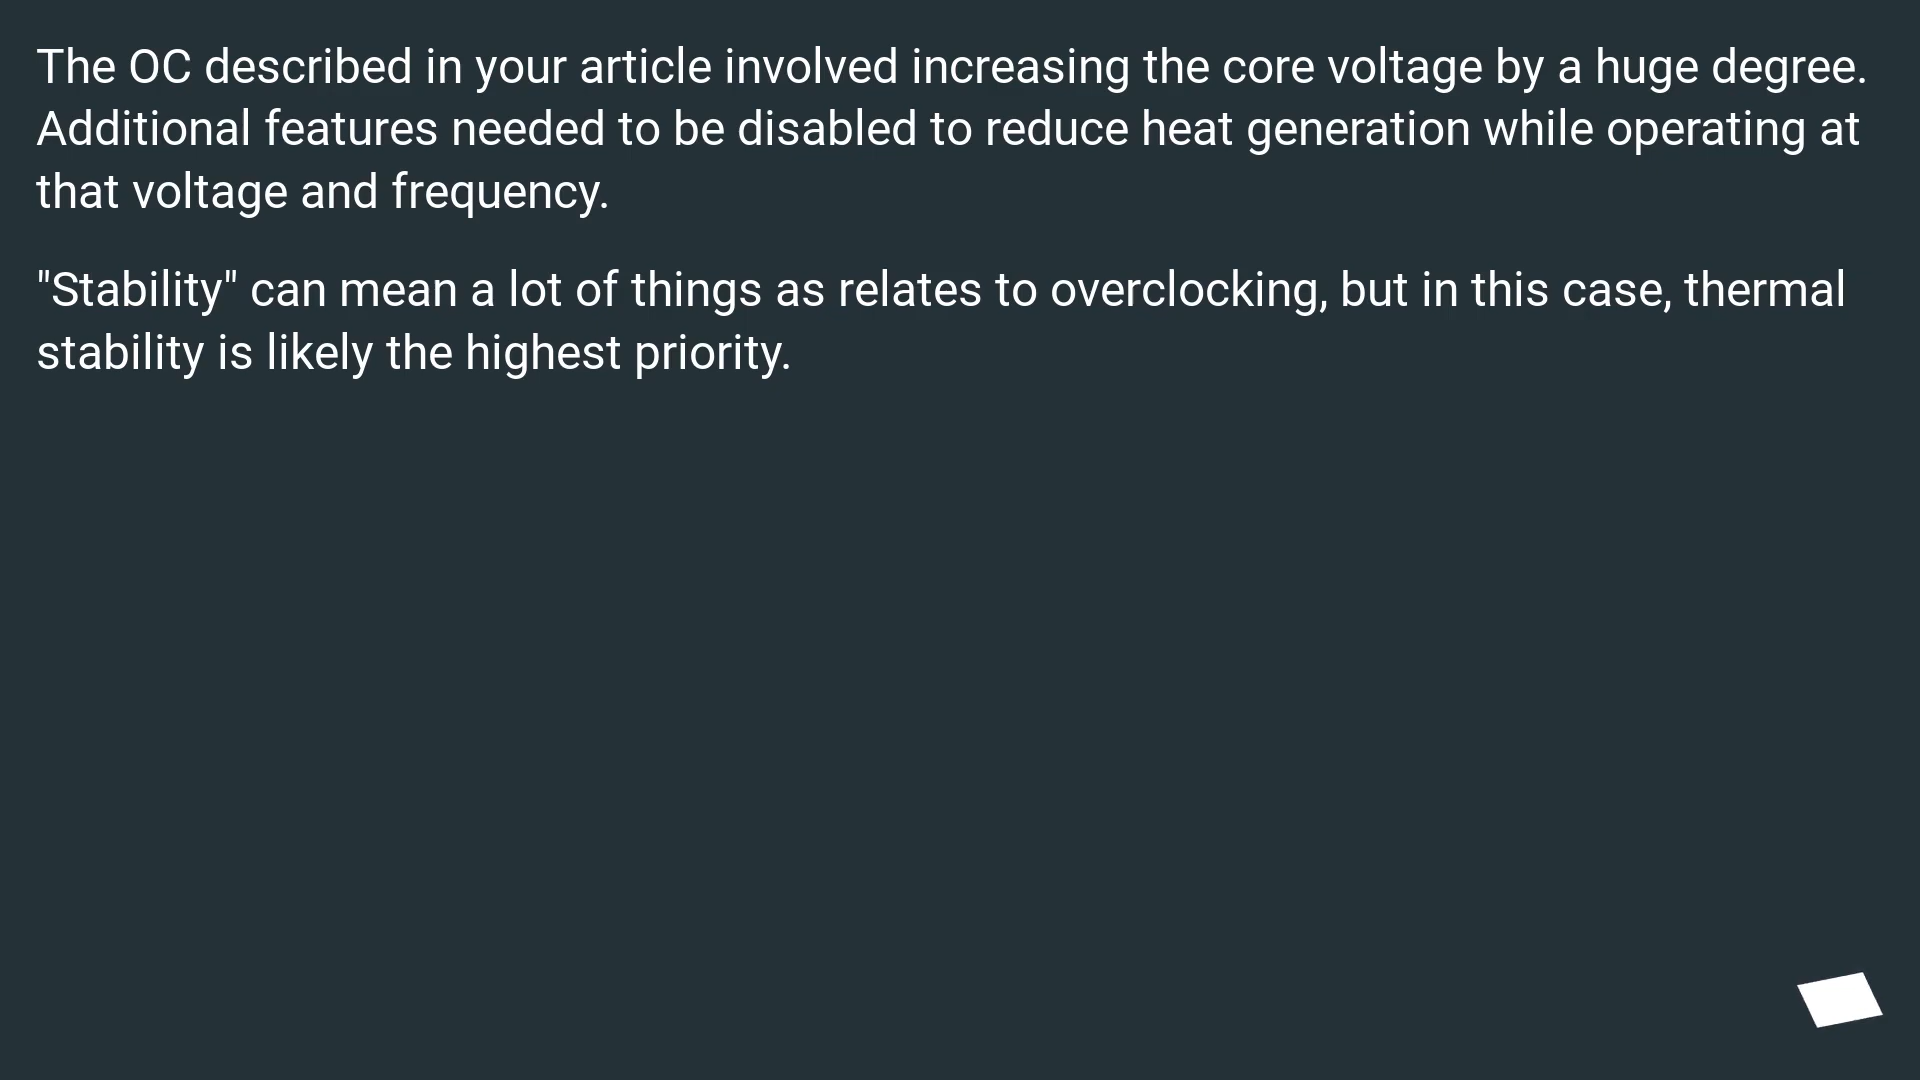 The OC described in your article involved increasing the core voltage by a huge degree.
Additional features needed to be disabled to reduce heat generation while operating at
that voltage and frequency.
"Stability" can mean a lot of things as relates to overclocking, but in this case, thermal
stability is likely the highest priority.